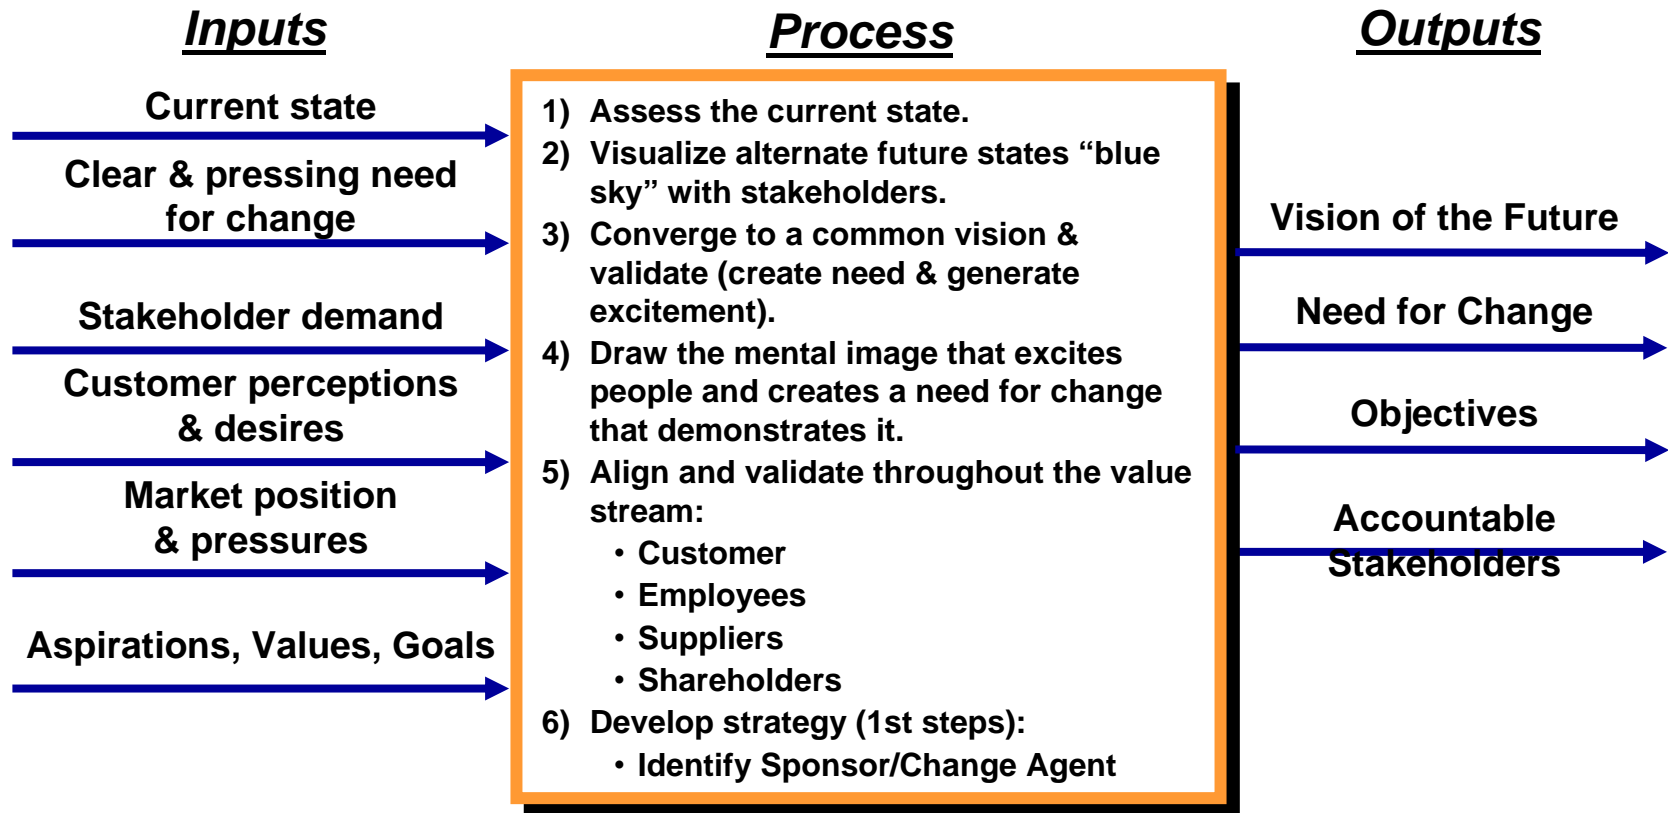 Inputs
Process
Outputs
Current state
Clear & pressing need
for change
Stakeholder demand
Customer perceptions
& desires
Market position
& pressures
Aspirations, Values, Goals
1) Assess the current state.
2) Visualize alternate future states “blue
sky” with stakeholders.
3) Converge to a common vision &
validate (create need & generate
excitement).
4) Draw the mental image that excites
people and creates a need for change
that demonstrates it.
5) Align and validate throughout the value
stream:
• Customer
• Employees
• Suppliers
• Shareholders
6) Develop strategy (1st steps):
• Identify Sponsor/Change Agent
Vision of the Future
Need for Change
Objectives
Accountable
Stakeholders